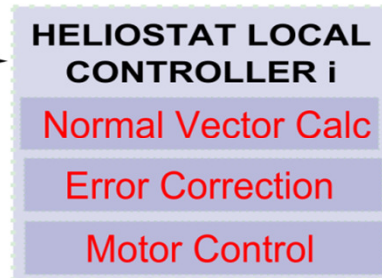 HELIOSTAT LOCAL
CONTROLLER i
Normal Vector Calc
Error Correction
Motor Control